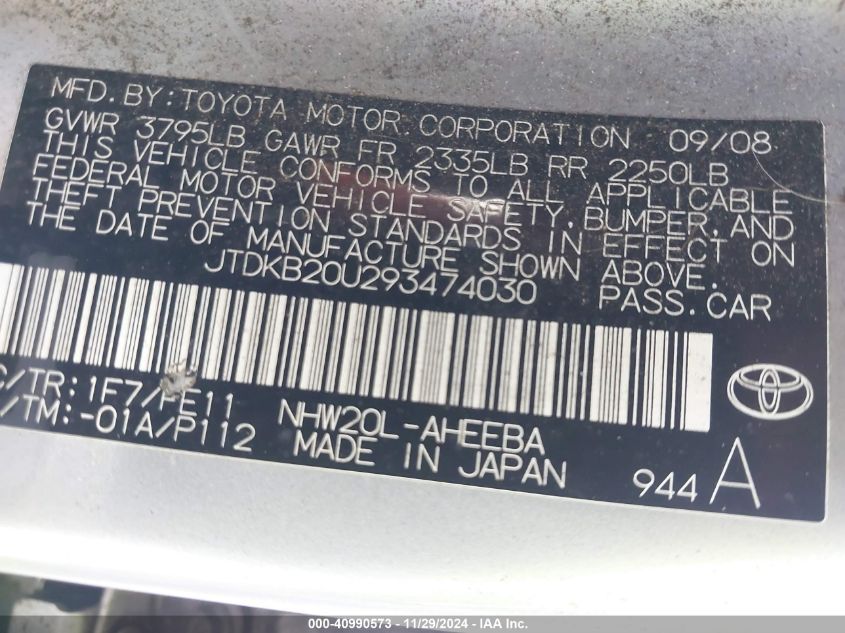 MFD. BY: TOYOTA MOTOR CORPORATION 09/08
GVWR 3795LB GAWR FR 2335LB RR 2250LB
THIS VEHICLE CONFORMS TO ALL APPLICABLE
FEDERAL MOTOR VEHICLE SAFETY, BUMPER, AND
THEFT PREVENTION STANDARDS IN EFFECT ON
THE DATE OF MANUFACTURE SHOWN ABOVE.
JTDKB20U293474030 PASS. CAR
C/TR: 1F7/FE11 NHW20L-AHEEBA
/TM: -01A/P112 MADE IN JAPAN
944 A
000-40990573 - 11/29/2024 - IAA Inc.